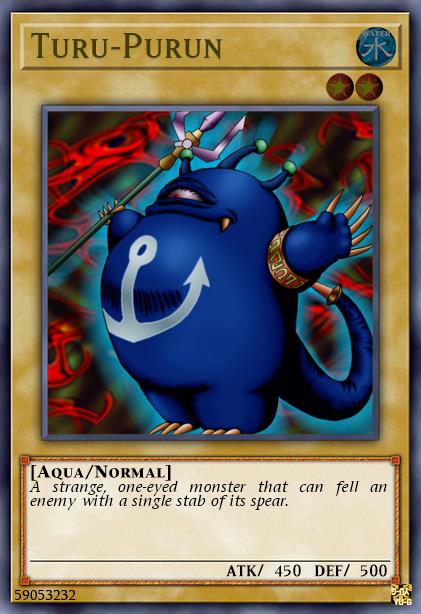 TURU-PURUN
WATER
水
[AQUA/NORMAL]
A strange, one-eyed monster that can fell an
enemy with a single stab of its spear.
ATK/ 450 DEF/ 500
59053232